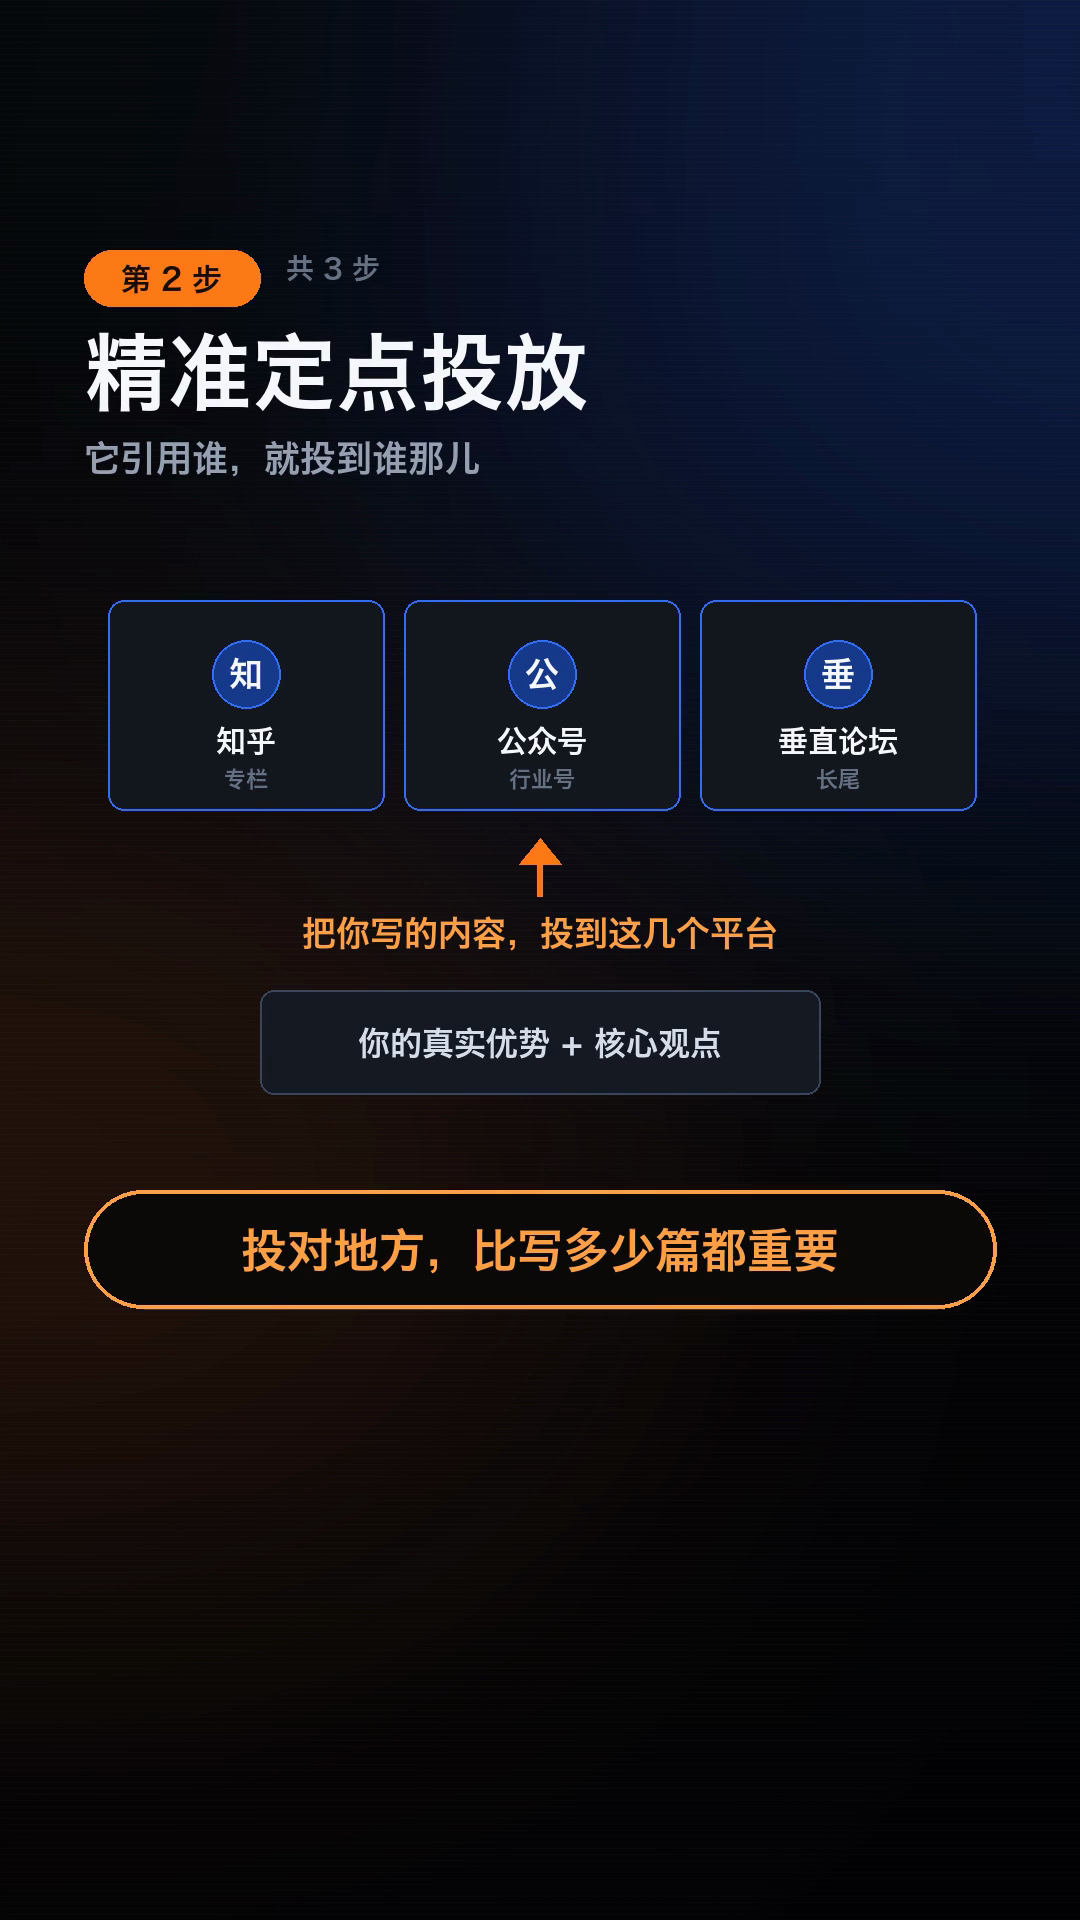 第 2 步
共 3 步
精准定点投放
它引用谁，就投到谁那儿
知
知乎
专栏
公
公众号
行业号
垂
垂直论坛
长尾
把你写的内容，投到这几个平台
你的真实优势 + 核心观点
投对地方，比写多少篇都重要